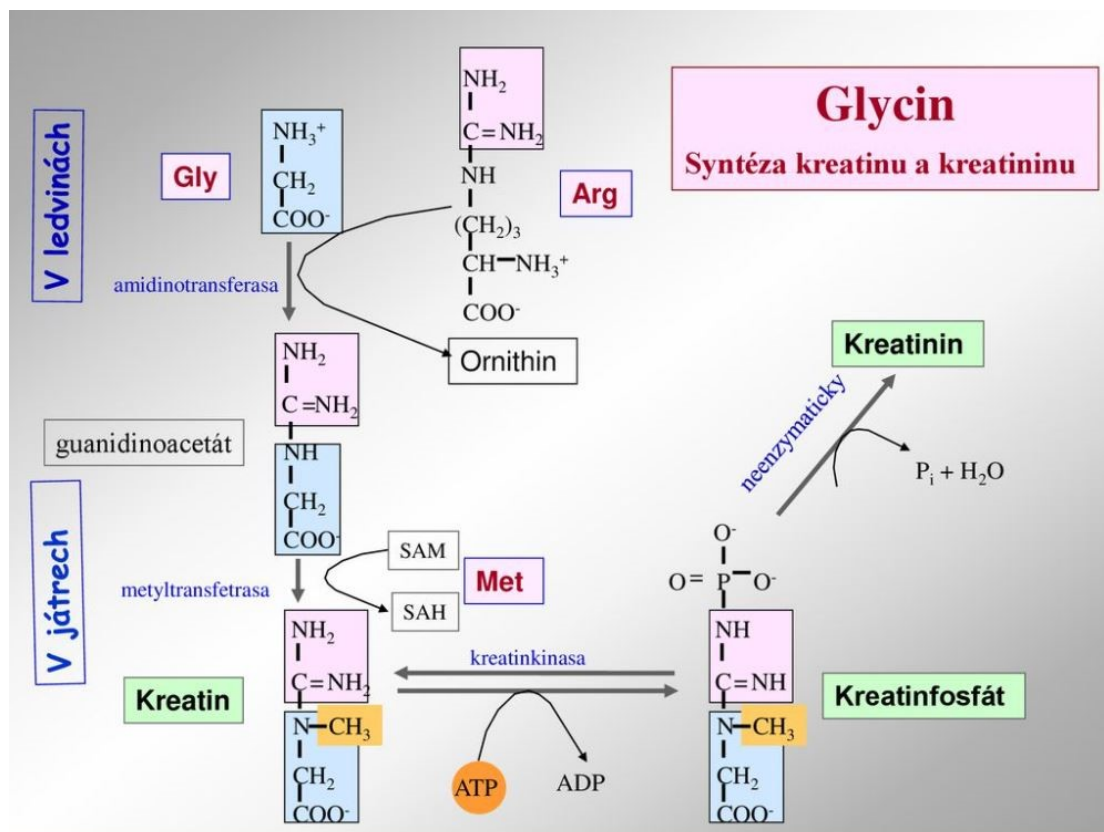 Glycin
Syntéza kreatinu a kreatininu
V ledvinách
Gly
NH₃⁺
CH₂
COO⁻
NH₂
C=NH₂
NH
(CH₂)₃
CH—NH₃⁺
COO⁻
Arg
amidinotransferasa
Ornithin
NH₂
C=NH₂
NH
CH₂
COO⁻
guanidinoacetát
V játrech
metyltransfetrasa
SAM
SAH
Met
Kreatin
NH₂
C=NH₂
N—CH₃
CH₂
COO⁻
kreatinkinasa
ATP
ADP
O⁻
O=P—O⁻
NH
C=NH
N—CH₃
CH₂
COO⁻
Kreatinfosfát
neenzymaticky
Pᵢ + H₂O
Kreatinin